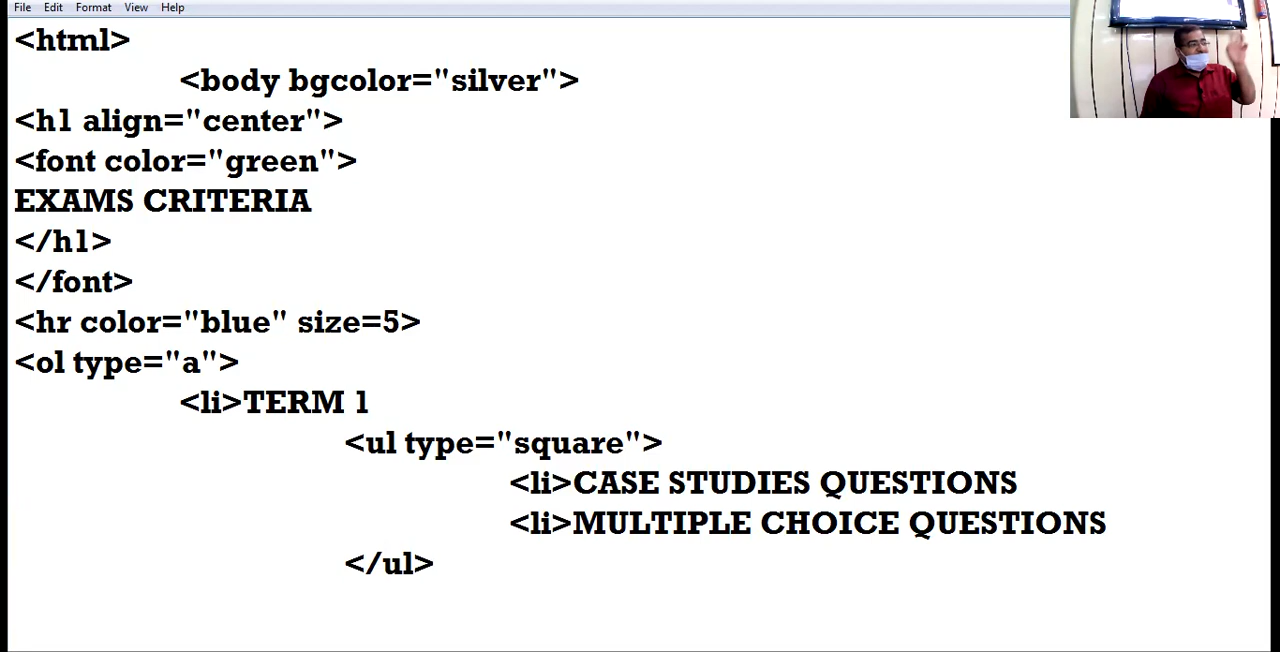 File Edit Format View Help
<html>
<body bgcolor="silver">
<h1 align="center">
<font color="green">
EXAMS CRITERIA
</h1>
</font>
<hr color="blue" size=5>
<ol type="a">
<li>TERM 1
<ul type="square">
<li>CASE STUDIES QUESTIONS
<li>MULTIPLE CHOICE QUESTIONS
</ul>